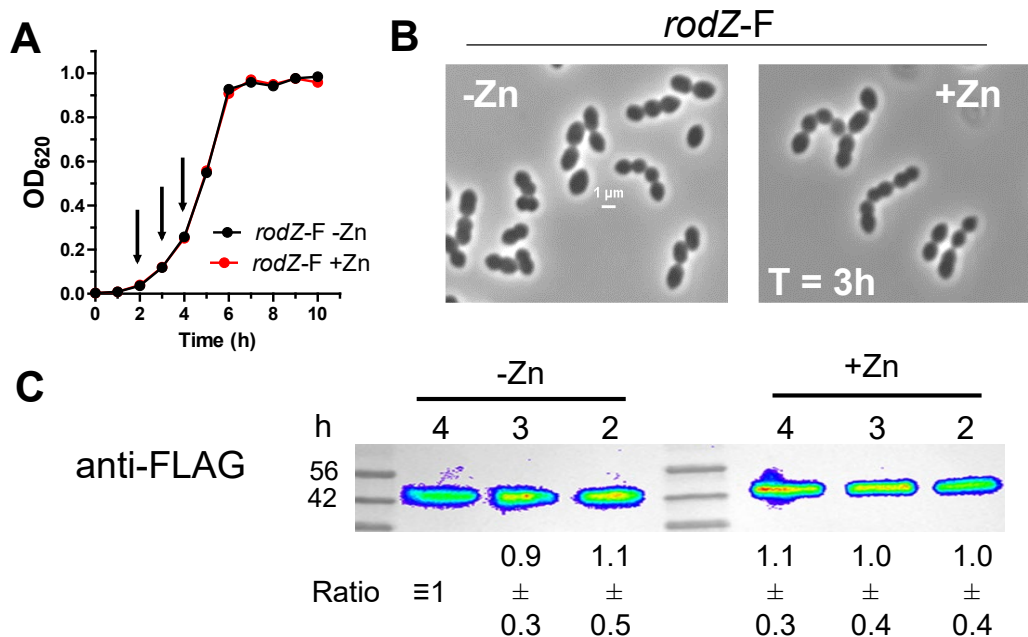 A
OD620
1.0
0.8
0.6
0.4
0.2
0.0
0 2 4 6 8 10
Time (h)
rodZ-F -Zn
rodZ-F +Zn
B
rodZ-F
-Zn
1 µm
+Zn
T = 3h
C
-Zn +Zn
h 4 3 2 4 3 2
anti-FLAG
56
42
0.9 1.1 1.1 1.0 1.0
Ratio ≡1 ± ± ± ± ±
0.3 0.5 0.3 0.4 0.4